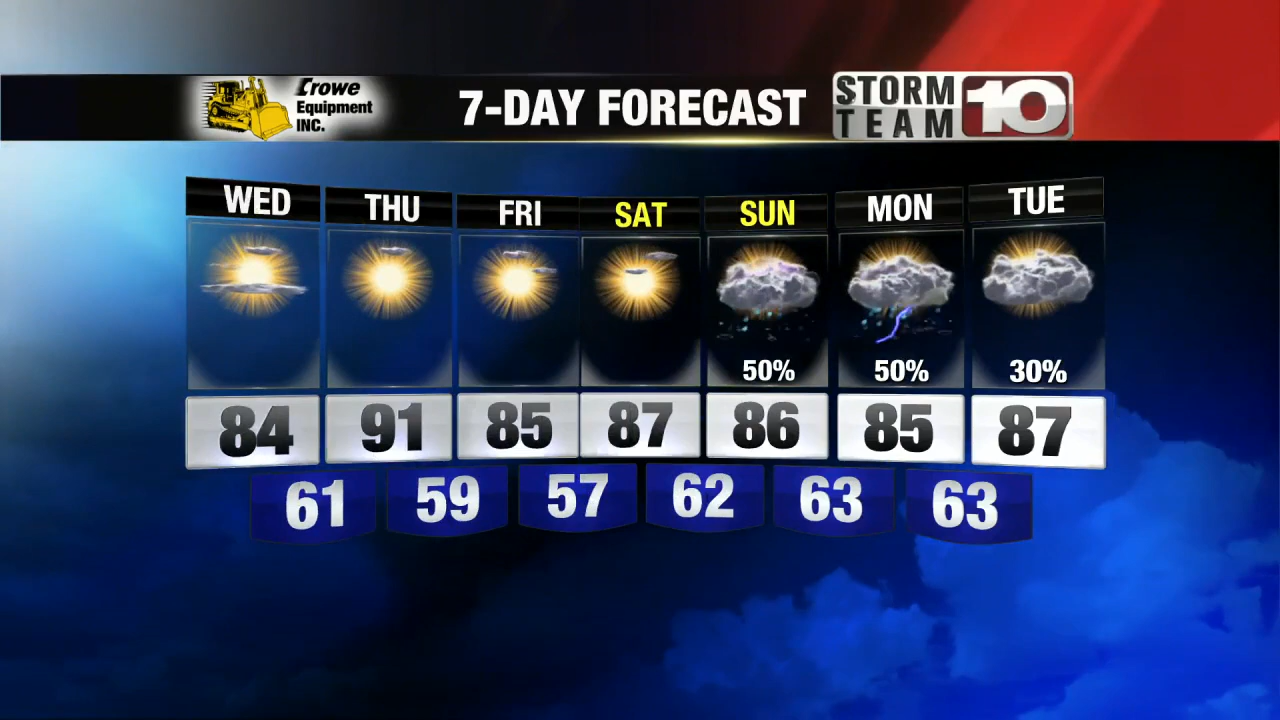 Crowe
Equipment
INC.
7-DAY FORECAST
STORM
TEAM
10
WED THU FRI SAT SUN MON TUE
50% 50% 30%
84 91 85 87 86 85 87
61 59 57 62 63 63